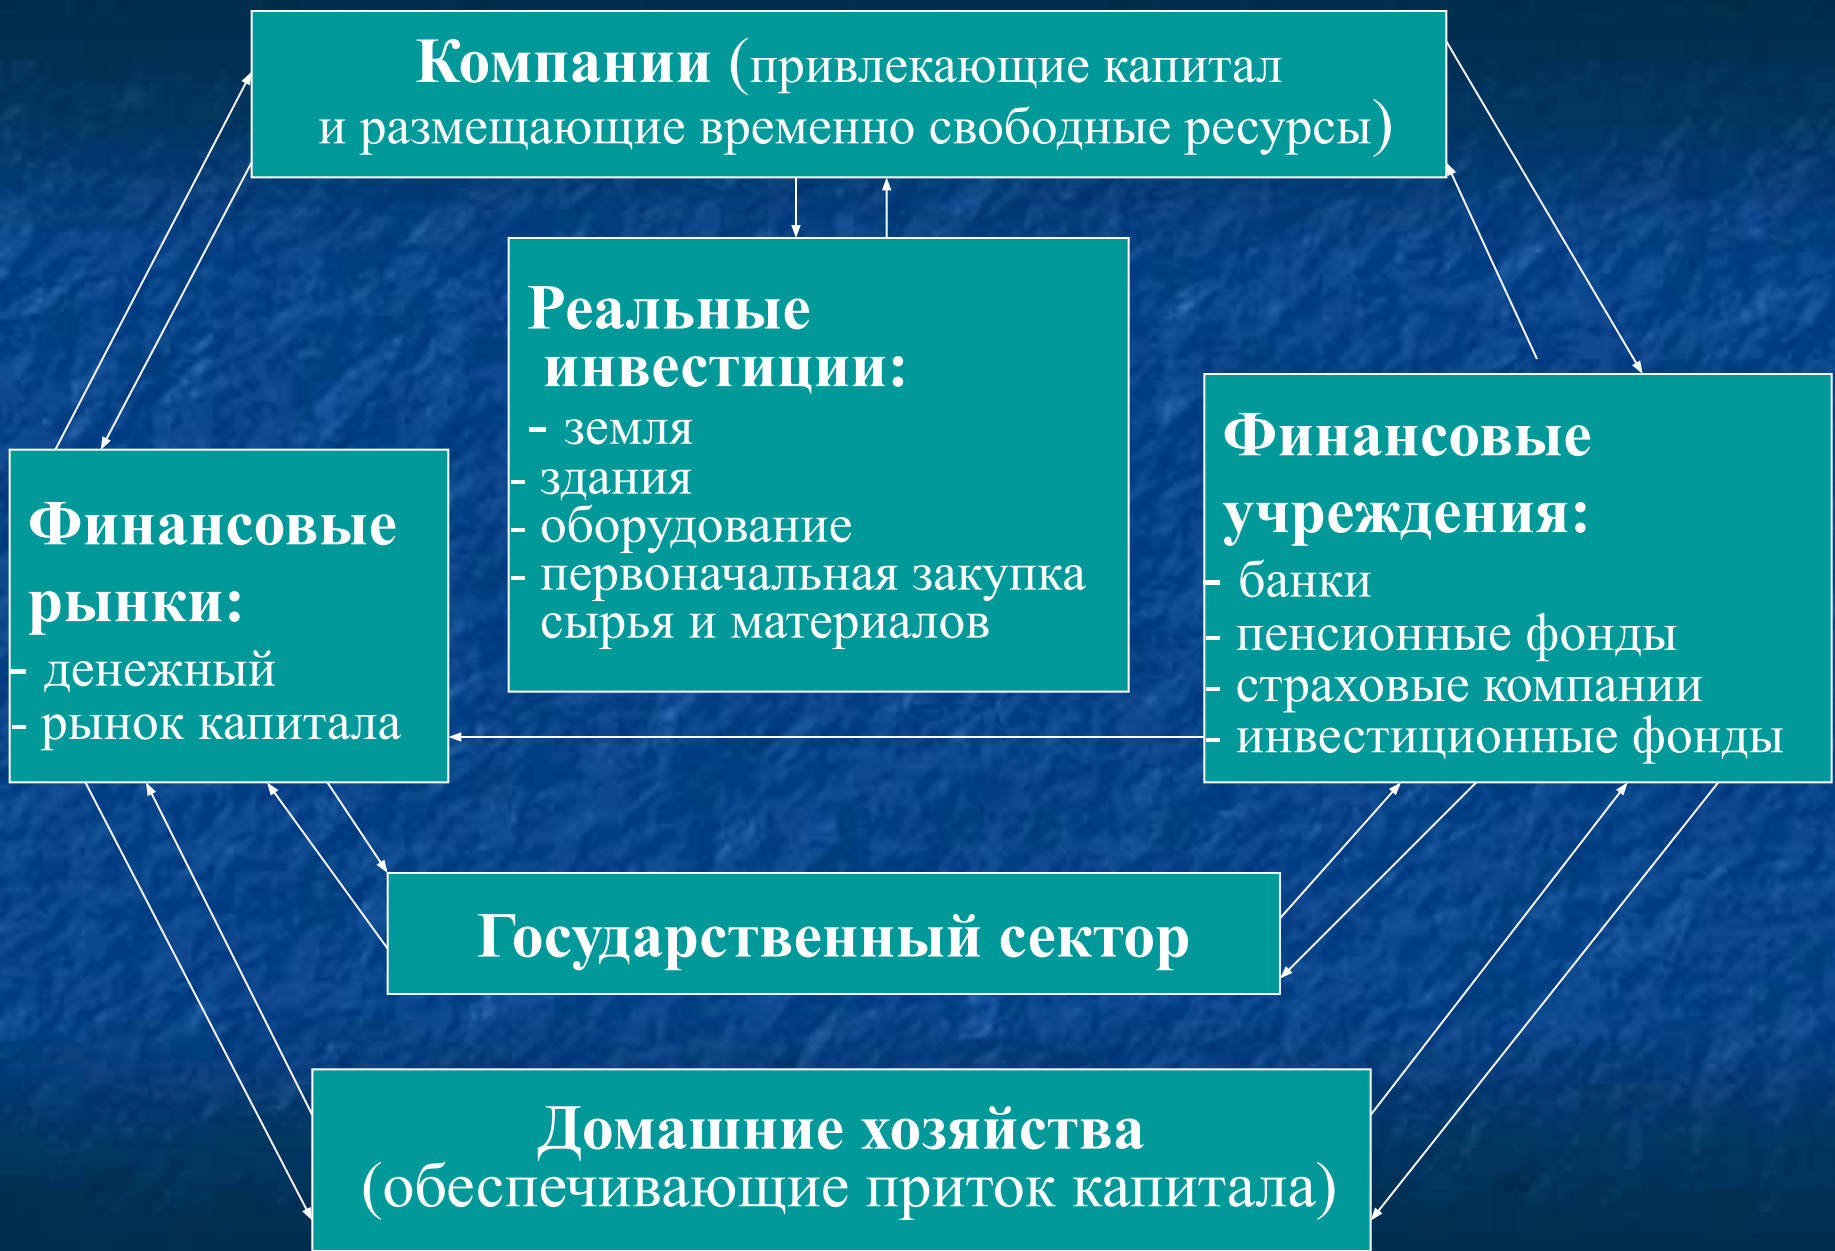 Компании (привлекающие капитал
и размещающие временно свободные ресурсы)
Реальные
инвестиции:
- земля
- здания
- оборудование
- первоначальная закупка
сырья и материалов
Финансовые
учреждения:
- банки
- пенсионные фонды
- страховые компании
- инвестиционные фонды
Финансовые
рынки:
- денежный
- рынок капитала
Государственный сектор
Домашние хозяйства
(обеспечивающие приток капитала)